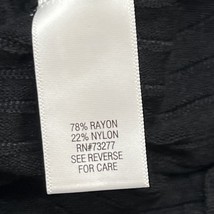 78% RAYON
22% NYLON
RN#73277
SEE REVERSE
FOR CARE